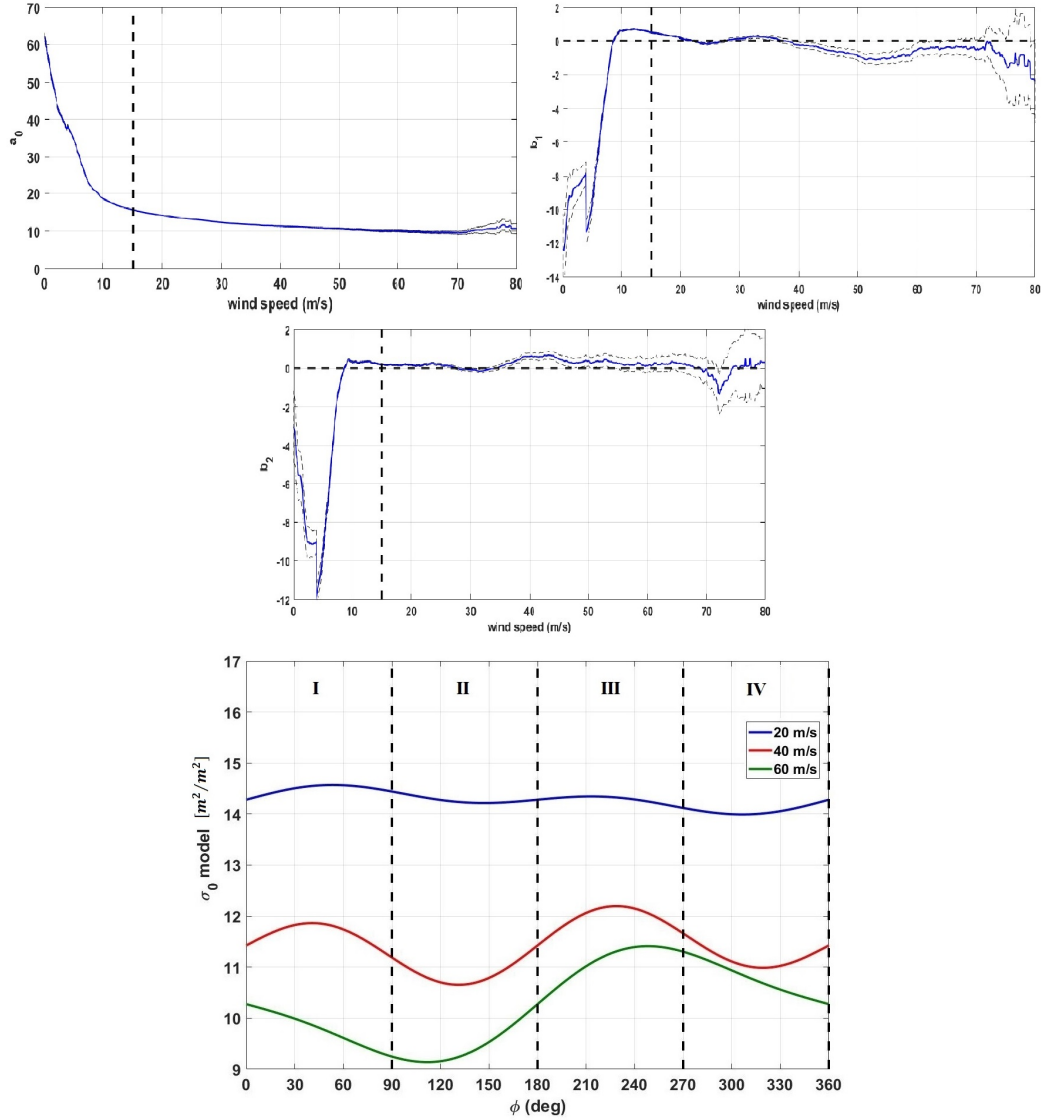 70
60
50
40
30
20
10
0
a0
0 10 20 30 40 50 60 70 80
wind speed (m/s)
2
0
-2
-4
-6
-8
-10
-12
-14
b1
0 10 20 30 40 50 60 70 80
wind speed (m/s)
2
0
-2
-4
-6
-8
-10
-12
b2
0 10 20 30 40 50 60 70 80
wind speed (m/s)
17
16
15
14
13
12
11
10
9
σ0 model [m²/m²]
I II III IV
20 m/s
40 m/s
60 m/s
0 30 60 90 120 150 180 210 240 270 300 330 360
ϕ (deg)